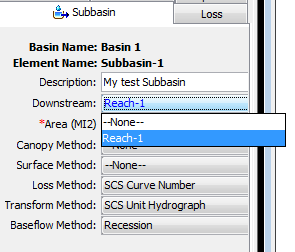 Subbasin
Loss
Basin Name: Basin 1
Element Name: Subbasin-1
Description: My test Subbasin
Downstream: Reach-1
*Area (MI2) --None--
Reach-1
Canopy Method:
Surface Method: --None--
Loss Method: SCS Curve Number
Transform Method: SCS Unit Hydrograph
Baseflow Method: Recession